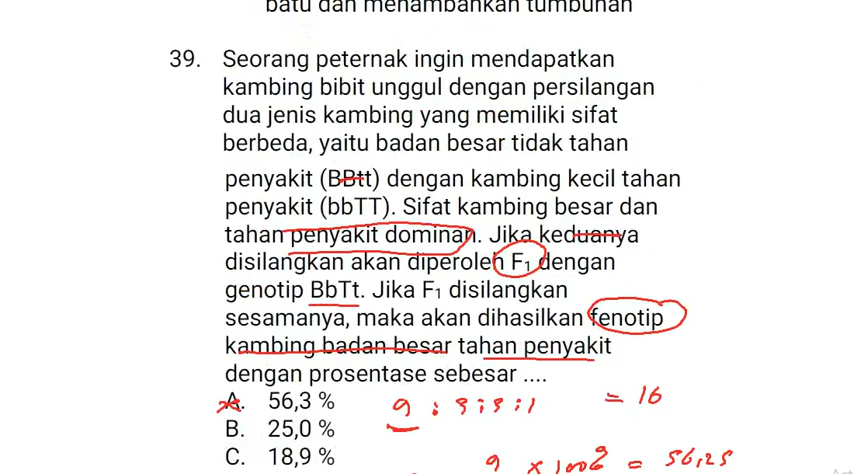 batu dan menambahkan tumbuhan
39. Seorang peternak ingin mendapatkan
kambing bibit unggul dengan persilangan
dua jenis kambing yang memiliki sifat
berbeda, yaitu badan besar tidak tahan
penyakit (BBtt) dengan kambing kecil tahan
penyakit (bbTT). Sifat kambing besar dan
tahan penyakit dominan. Jika keduanya
disilangkan akan diperoleh F₁ dengan
genotip BbTt. Jika F₁ disilangkan
sesamanya, maka akan dihasilkan fenotip
kambing badan besar tahan penyakit
dengan prosentase sebesar ....
A. 56,3 % 9 : 3 : 3 : 1 = 16
B. 25,0 %
C. 18,9 % 9 × 100% = 56,25